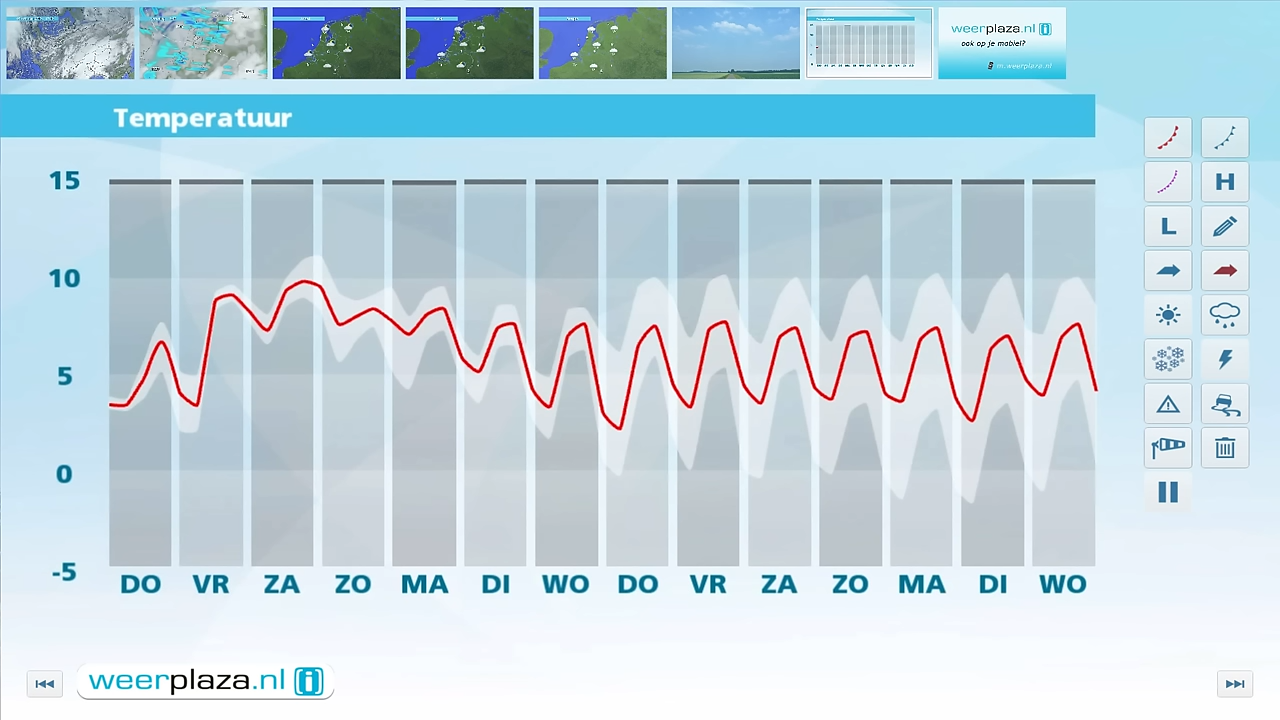 weerplaza.nl
ook op je mobiel?
m.weerplaza.nl
Temperatuur
15
10
5
0
-5
DO VR ZA ZO MA DI WO DO VR ZA ZO MA DI WO
H
L
weerplaza.nl